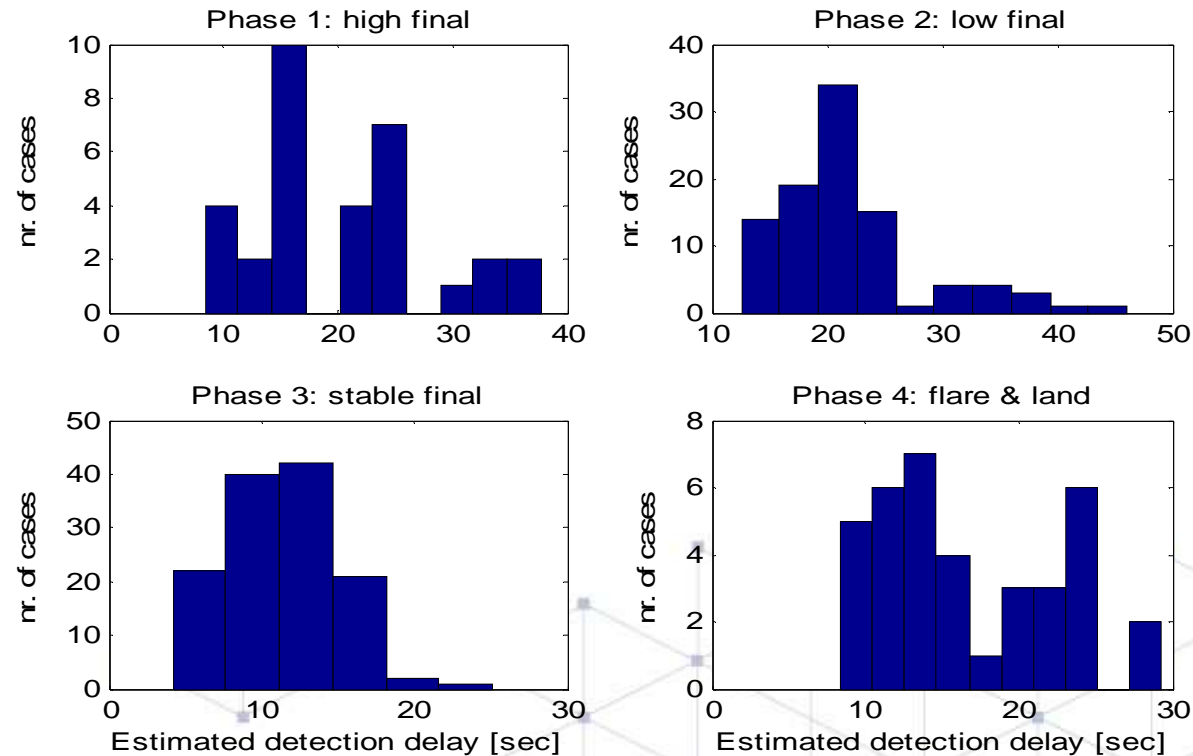 Phase 1: high final
nr. of cases
10
8
6
4
2
0
0 10 20 30 40
Phase 2: low final
nr. of cases
40
30
20
10
0
10 20 30 40 50
Phase 3: stable final
nr. of cases
50
40
30
20
10
0
0 10 20 30
Estimated detection delay [sec]
Phase 4: flare & land
nr. of cases
8
6
4
2
0
0 10 20 30
Estimated detection delay [sec]